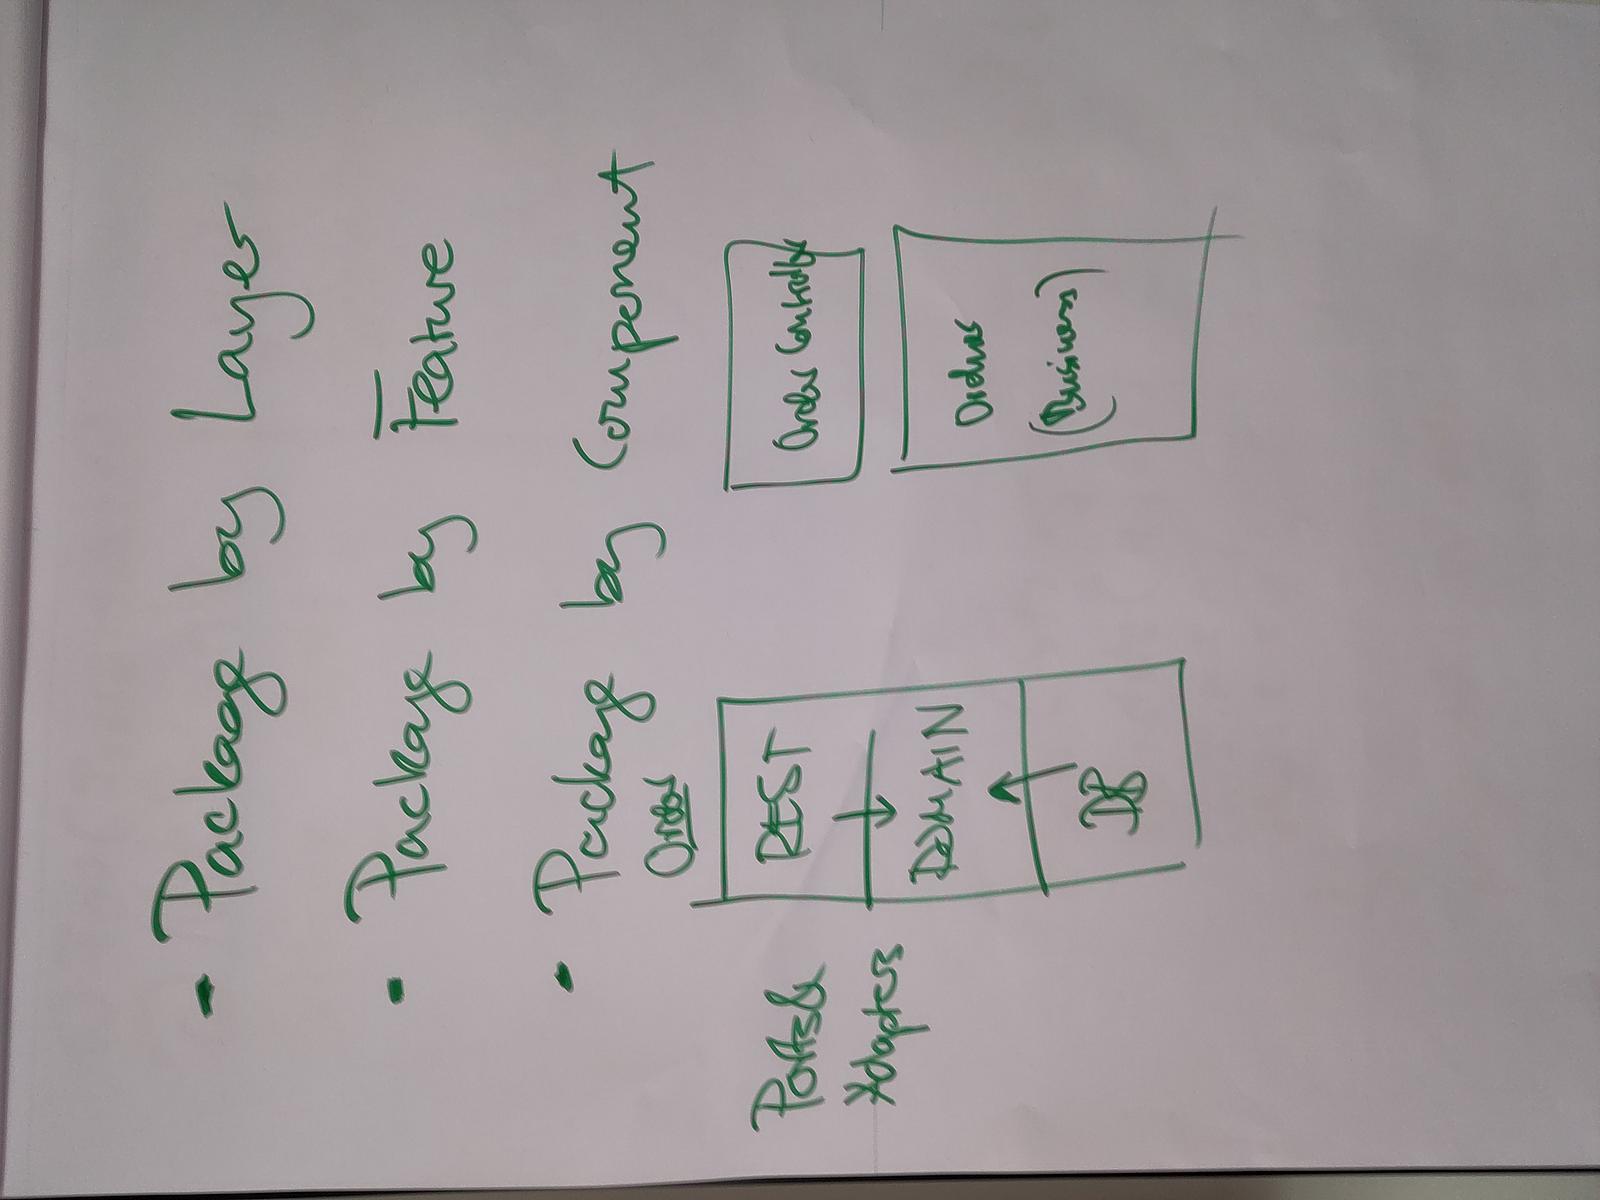 - Package by Layer
- Package by Feature
- Package by Component
Order
Ports &
Adapters
REST
DOMAIN
DB
Order Controller
Orders
(Business)